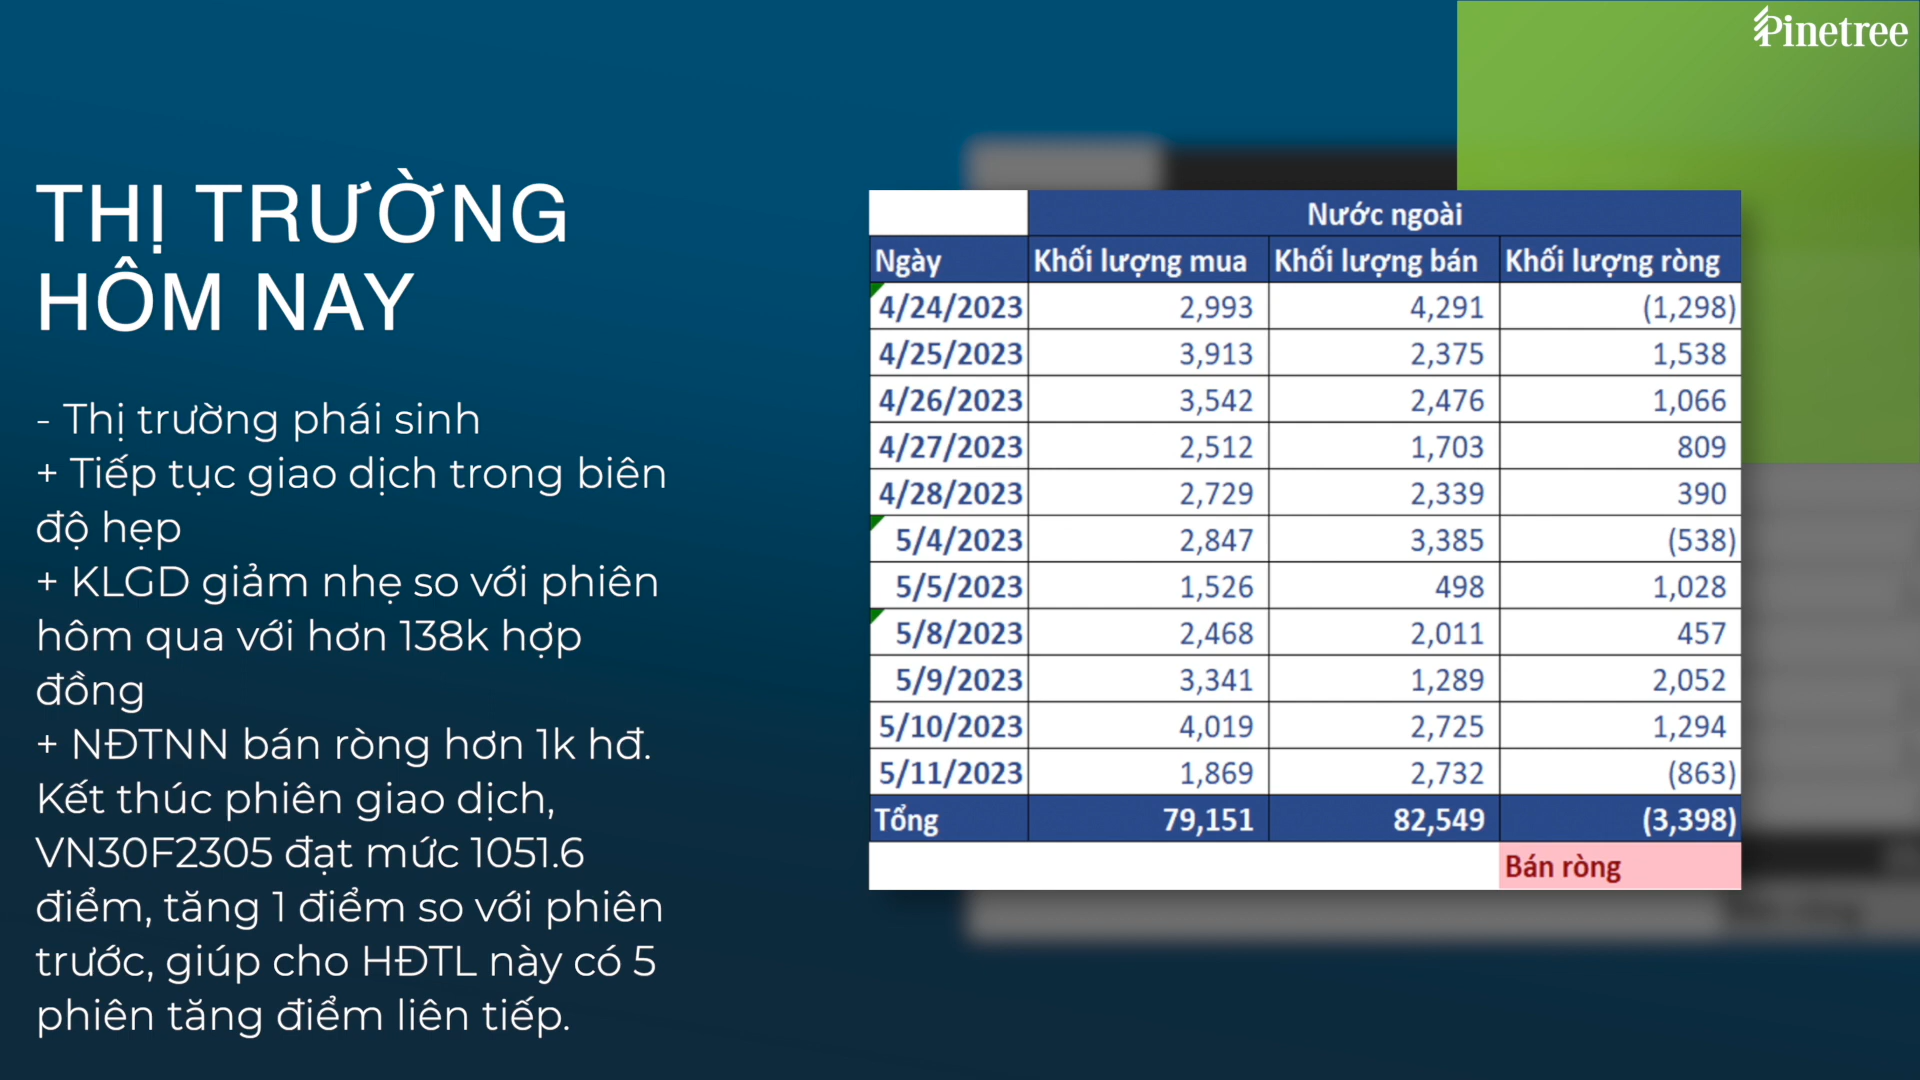 Pinetree
THỊ TRƯỜNG
HÔM NAY
- Thị trường phái sinh
+ Tiếp tục giao dịch trong biên
độ hẹp
+ KLGD giảm nhẹ so với phiên
hôm qua với hơn 138k hợp
đồng
+ NĐTNN bán ròng hơn 1k hđ.
Kết thúc phiên giao dịch,
VN30F2305 đạt mức 1051.6
điểm, tăng 1 điểm so với phiên
trước, giúp cho HĐTL này có 5
phiên tăng điểm liên tiếp.
Nước ngoài
Ngày Khối lượng mua Khối lượng bán Khối lượng ròng
4/24/2023 2,993 4,291 (1,298)
4/25/2023 3,913 2,375 1,538
4/26/2023 3,542 2,476 1,066
4/27/2023 2,512 1,703 809
4/28/2023 2,729 2,339 390
5/4/2023 2,847 3,385 (538)
5/5/2023 1,526 498 1,028
5/8/2023 2,468 2,011 457
5/9/2023 3,341 1,289 2,052
5/10/2023 4,019 2,725 1,294
5/11/2023 1,869 2,732 (863)
Tổng 79,151 82,549 (3,398)
Bán ròng